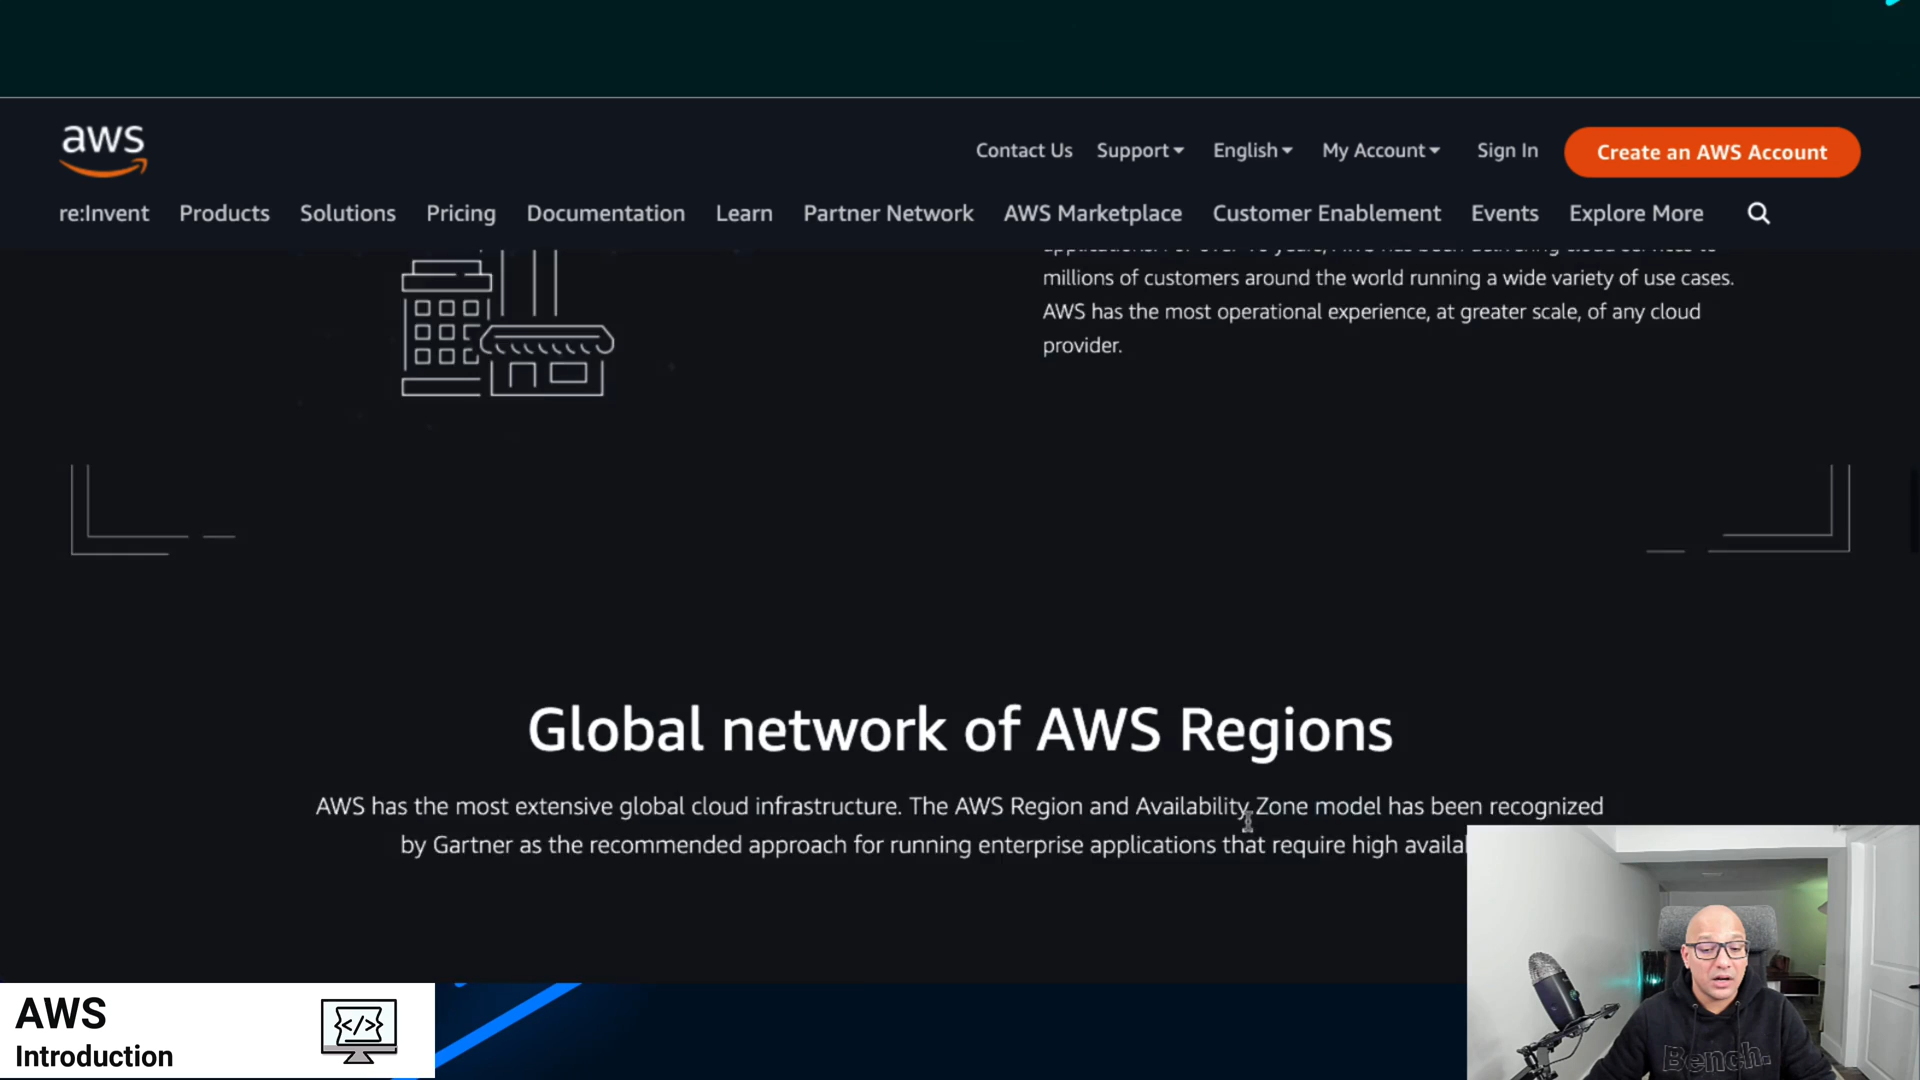 aws
Contact Us Support English My Account Sign In Create an AWS Account
re:Invent Products Solutions Pricing Documentation Learn Partner Network AWS Marketplace Customer Enablement Events Explore More
millions of customers around the world running a wide variety of use cases.
AWS has the most operational experience, at greater scale, of any cloud
provider.
Global network of AWS Regions
AWS has the most extensive global cloud infrastructure. The AWS Region and Availability Zone model has been recognized
by Gartner as the recommended approach for running enterprise applications that require high
AWS
</>
Introduction
Bench.